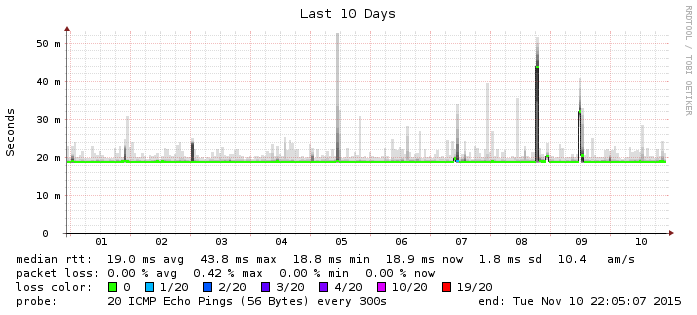 Last 10 Days
RRDTOOL / TOBI OETIKER
Seconds
50 m
40 m
30 m
20 m
10 m
0
01 02 03 04 05 06 07 08 09 10
median rtt: 19.0 ms avg 43.8 ms max 18.8 ms min 18.9 ms now 1.8 ms sd 10.4 am/s
packet loss: 0.00 % avg 0.42 % max 0.00 % min 0.00 % now
loss color: 0 1/20 2/20 3/20 4/20 10/20 19/20
probe: 20 ICMP Echo Pings (56 Bytes) every 300s end: Tue Nov 10 22:05:07 2015